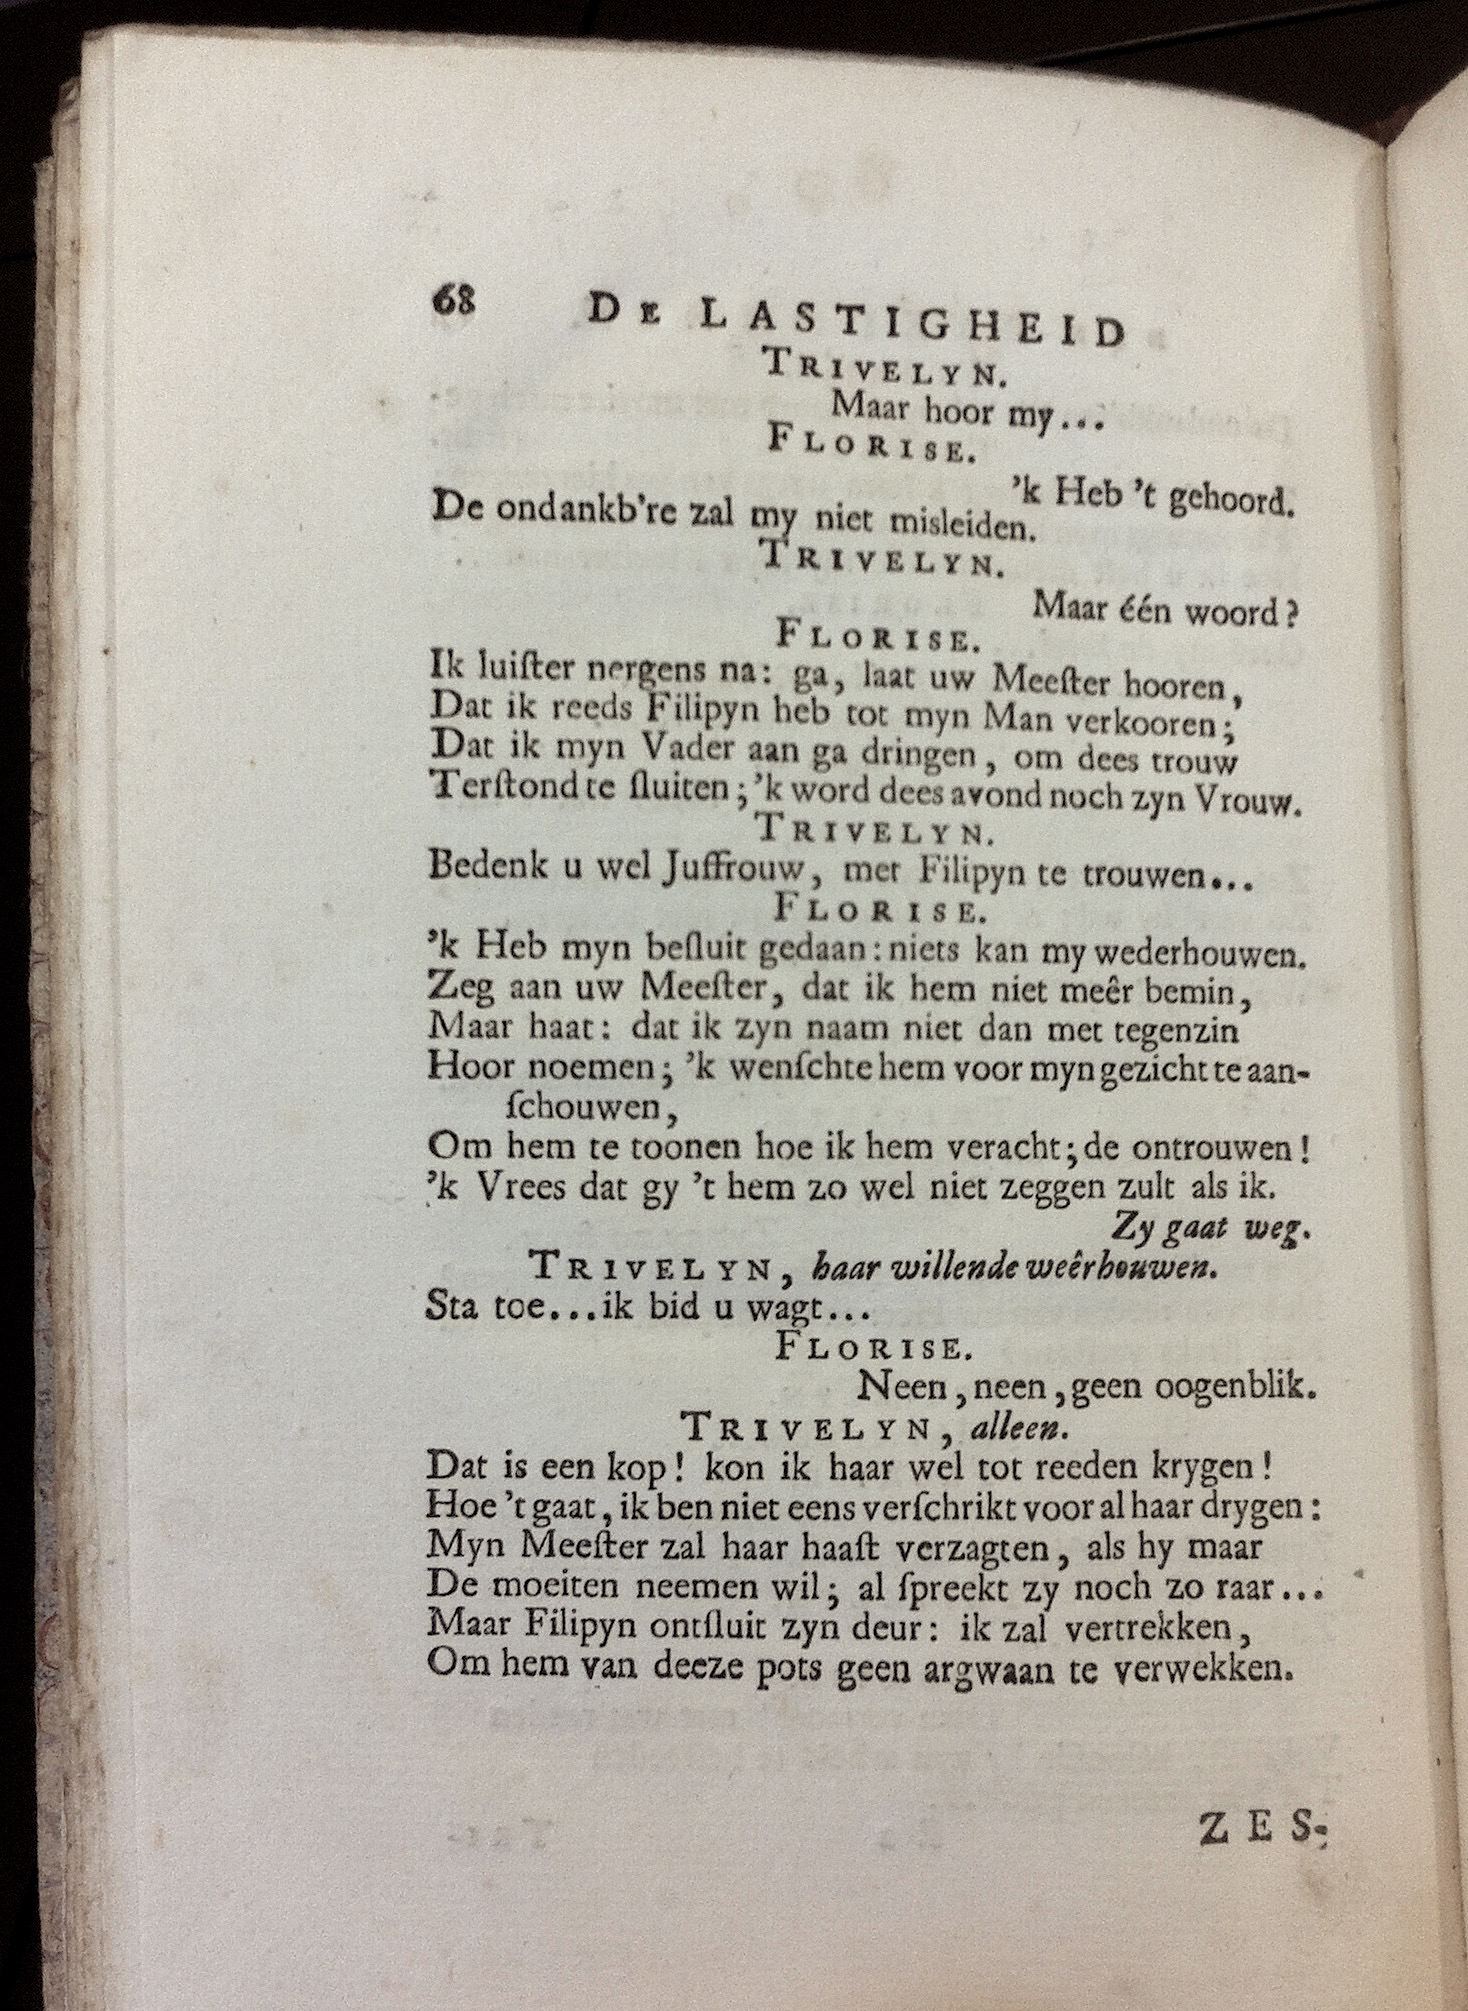 68 DE LASTIGHEID
TRIVELYN.
Maar hoor my...
FLORISE.
'k Heb 't gehoord.
De ondankb're zal my niet misleiden.
TRIVELYN.
Maar één woord?
FLORISE.
Ik luiſter nergens na: ga, laat uw Meeſter hooren,
Dat ik reeds Filipyn heb tot myn Man verkooren;
Dat ik myn Vader aan ga dringen, om dees trouw
Terſtond te ſluiten; 'k word dees avond noch zyn Vrouw.
TRIVELYN.
Bedenk u wel Juffrouw, met Filipyn te trouwen...
FLORISE.
'k Heb myn beſluit gedaan: niets kan my wederhouwen.
Zeg aan uw Meeſter, dat ik hem niet meêr bemin,
Maar haat: dat ik zyn naam niet dan met tegenzin
Hoor noemen; 'k wenſchte hem voor myn gezicht te aan-
ſchouwen,
Om hem te toonen hoe ik hem veracht; de ontrouwen!
'k Vrees dat gy 't hem zo wel niet zeggen zult als ik.
Zy gaat weg.
TRIVELYN, haar willende weêrhouwen.
Sta toe...ik bid u wagt...
FLORISE.
Neen, neen, geen oogenblik.
TRIVELYN, alleen.
Dat is een kop! kon ik haar wel tot reeden krygen!
Hoe 't gaat, ik ben niet eens verſchrikt voor al haar drygen:
Myn Meeſter zal haar haaſt verzagten, als hy maar
De moeiten neemen wil; al ſpreekt zy noch zo raar...
Maar Filipyn ontſluit zyn deur: ik zal vertrekken,
Om hem van deeze pots geen argwaan te verwekken.
ZES-